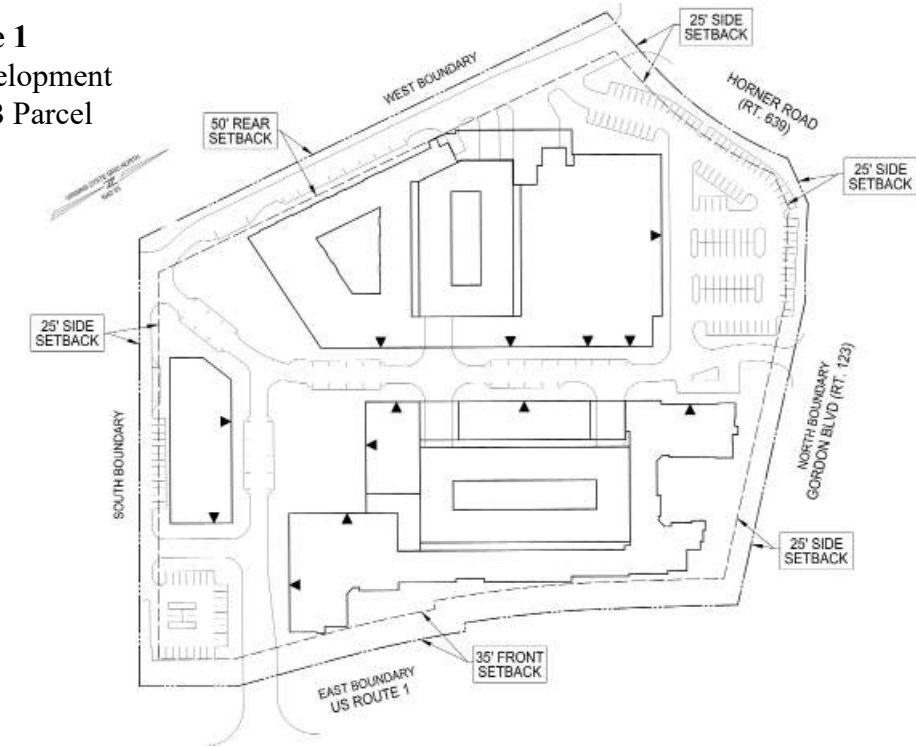 e 1
elopment
B Parcel
25' SIDE
SETBACK
WEST BOUNDARY
HORNER ROAD
(RT. 639)
50' REAR
SETBACK
25' SIDE
SETBACK
25' SIDE
SETBACK
SOUTH BOUNDARY
NORTH BOUNDARY
GORDON BLVD (RT. 123)
25' SIDE
SETBACK
35' FRONT
SETBACK
EAST BOUNDARY
US ROUTE 1